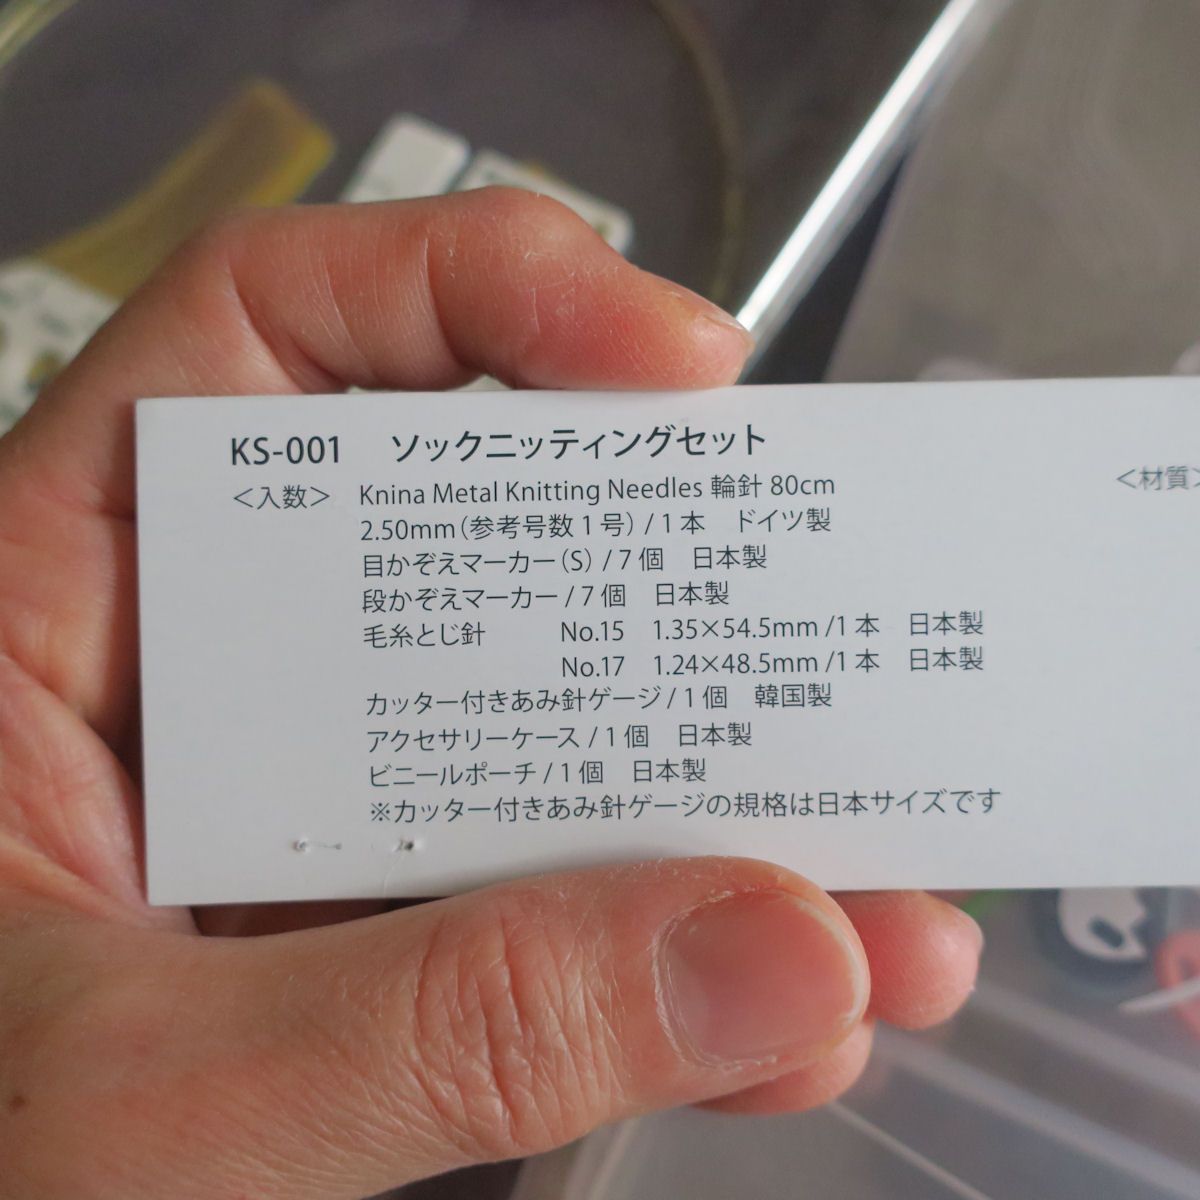 KS-001 ソックニッティングセット
＜入数＞ Knina Metal Knitting Needles 輪針 80cm
2.50mm（参考号数1号）/1本 ドイツ製
目かぞえマーカー（S）/7個 日本製
段かぞえマーカー/7個 日本製
毛糸とじ針 No.15 1.35×54.5mm /1本 日本製
No.17 1.24×48.5mm /1本 日本製
カッター付きあみ針ゲージ/1個 韓国製
アクセサリーケース/1個 日本製
ビニールポーチ/1個 日本製
※カッター付きあみ針ゲージの規格は日本サイズです
＜材質＞